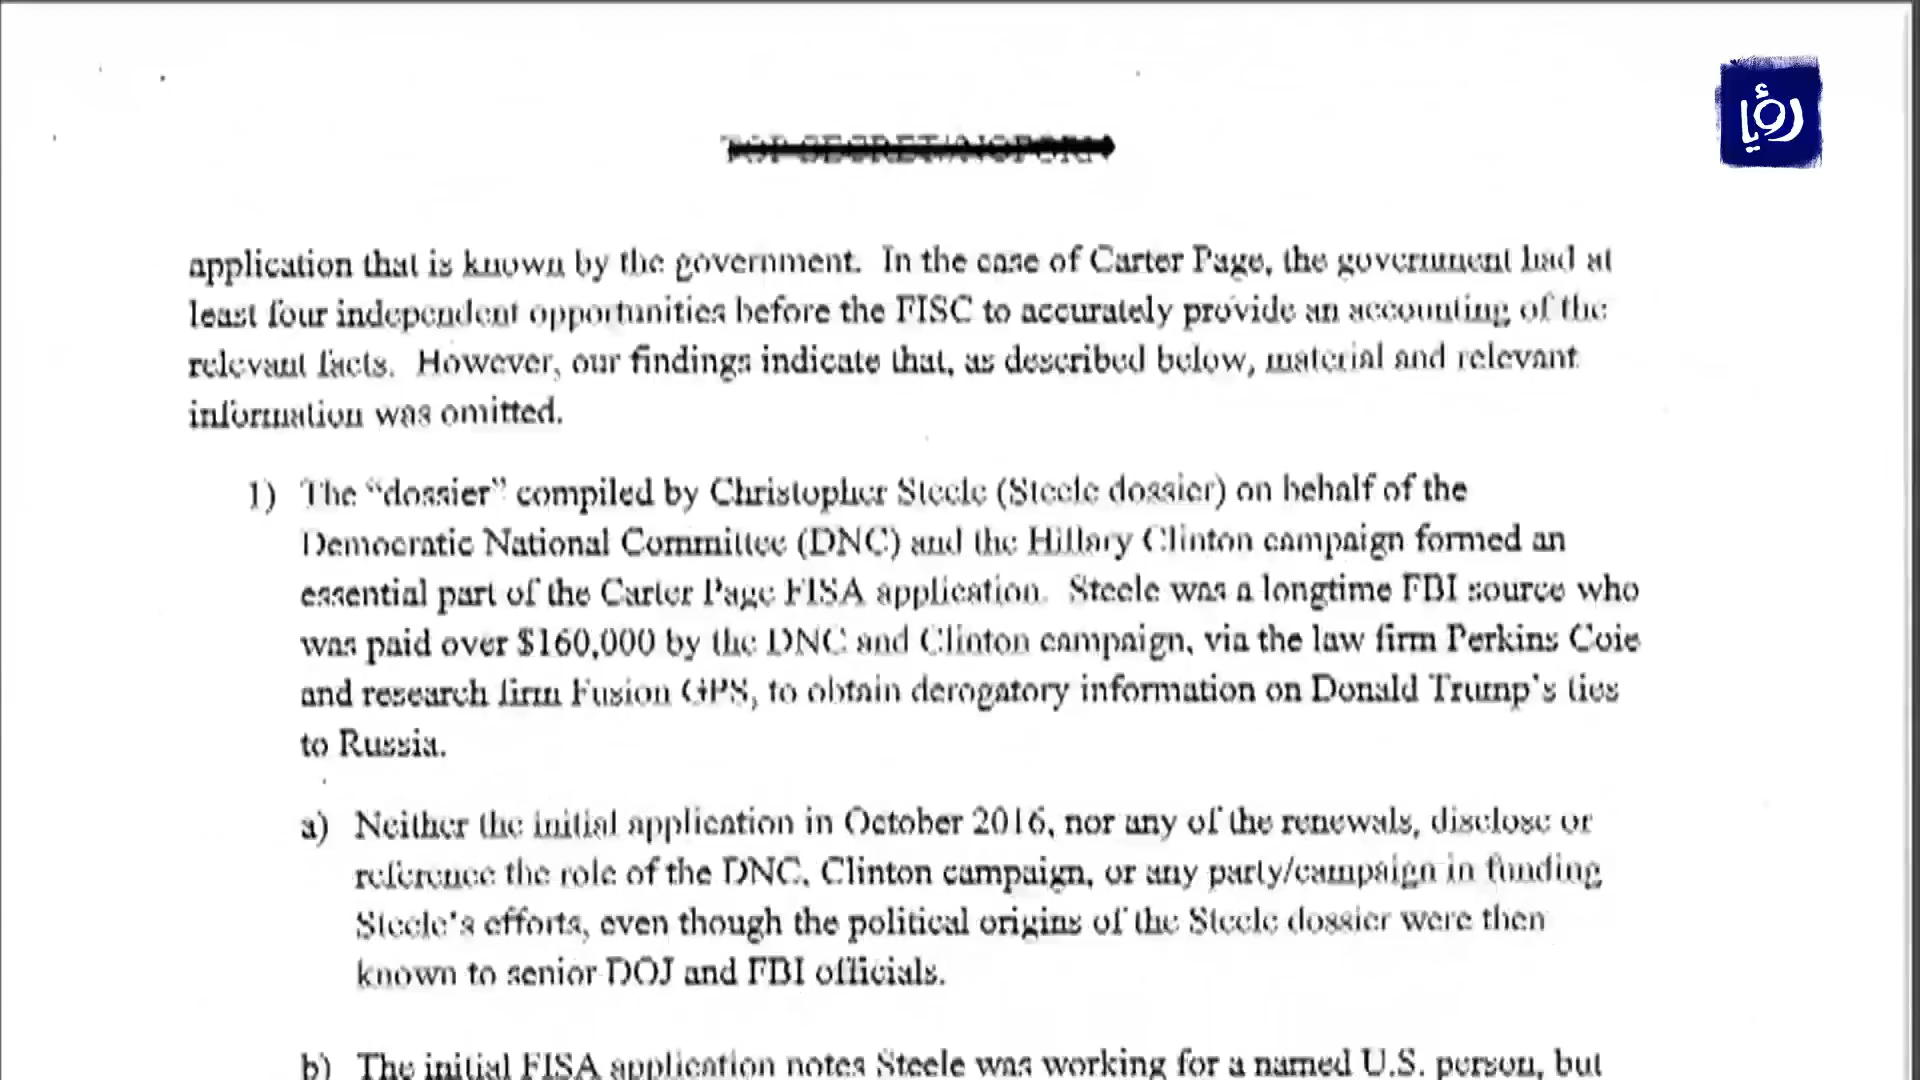 رؤيا
TOP SECRET//NOFORN
application that is known by the government. In the case of Carter Page, the government had at
least four independent opportunities before the FISC to accurately provide an accounting of the
relevant facts. However, our findings indicate that, as described below, material and relevant
information was omitted.
1) The “dossier” compiled by Christopher Steele (Steele dossier) on behalf of the
Democratic National Committee (DNC) and the Hillary Clinton campaign formed an
essential part of the Carter Page FISA application. Steele was a longtime FBI source who
was paid over $160,000 by the DNC and Clinton campaign, via the law firm Perkins Coie
and research firm Fusion GPS, to obtain derogatory information on Donald Trump's ties
to Russia.
a) Neither the initial application in October 2016, nor any of the renewals, disclose or
reference the role of the DNC, Clinton campaign, or any party/campaign in funding
Steele's efforts, even though the political origins of the Steele dossier were then
known to senior DOJ and FBI officials.
b) The initial FISA application notes Steele was working for a named U.S. person, but